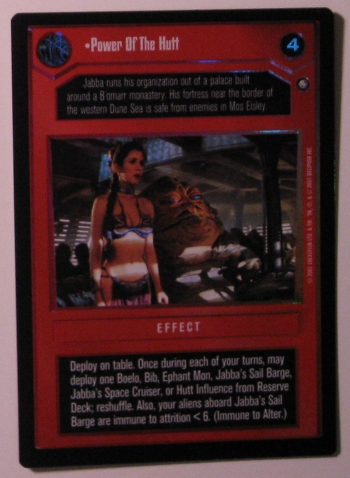 •Power Of The Hutt
4
Jabba runs his organization out of a palace built
around a B'omarr monastery. His fortress near the border of
the western Dune Sea is safe from enemies in Mos Eisley.
EFFECT
Deploy on table. Once during each of your turns, may
deploy one Boelo, Bib, Ephant Mon, Jabba's Sail Barge,
Jabba's Space Cruiser, or Hutt Influence from Reserve
Deck; reshuffle. Also, your aliens aboard Jabba's Sail
Barge are immune to attrition < 6. (Immune to Alter.)